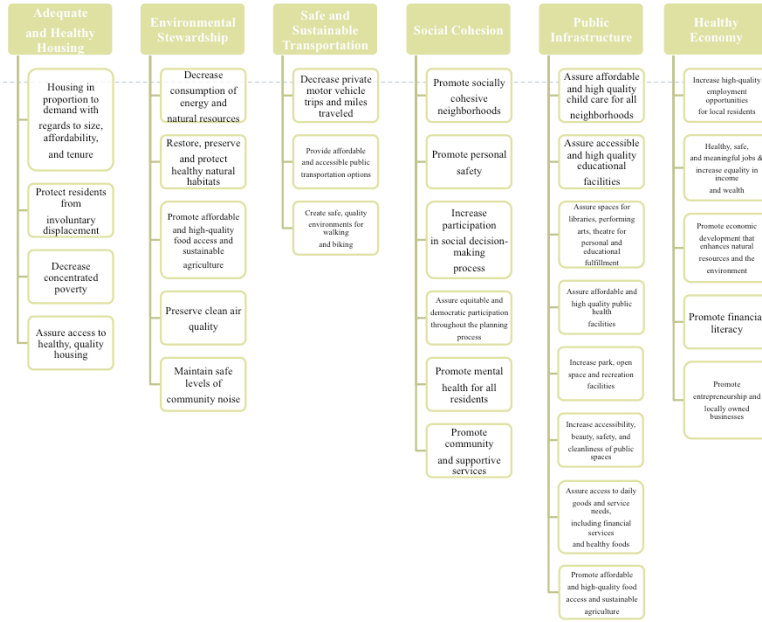 Adequate
and Healthy
Housing
Housing in
proportion to
demand with
regards to size,
affordability,
and tenure
Protect residents
from
involuntary
displacement
Decrease
concentrated
poverty
Assure access to
healthy, quality
housing
Environmental
Stewardship
Decrease
consumption of
energy and
natural resources
Restore, preserve
and protect
healthy natural
habitats
Promote affordable
and high-quality
food access and
sustainable
agriculture
Preserve clean air
quality
Maintain safe
levels of
community noise
Safe and
Sustainable
Transportation
Decrease private
motor vehicle
trips and miles
traveled
Provide affordable
and accessible public
transportation options
Create safe, quality
environments for
walking
and biking
Social Cohesion
Promote socially
cohesive
neighborhoods
Promote personal
safety
Increase
participation
in social decision-
making
process
Assure equitable and
democratic participation
throughout the planning
process
Promote mental
health for all
residents
Promote
community
and supportive
services
Public
Infrastructure
Assure affordable
and high quality
child care for all
neighborhoods
Assure accessible
and high quality
educational
facilities
Assure spaces for
libraries, performing
arts, theatre for
personal and
educational
fulfillment
Assure affordable and
high quality public
health
facilities
Increase park, open
space and recreation
facilities
Increase accessibility,
beauty, safety, and
cleanliness of public
spaces
Assure access to daily
goods and service
needs,
including financial
services
and healthy foods
Promote affordable
and high-quality food
access and sustainable
agriculture
Healthy
Economy
Increase high-quality
employment
opportunities
for local residents
Healthy, safe,
and meaningful jobs &
increase equality in
income
and wealth
Promote economic
development that
enhances natural
resources and the
environment
Promote financial
literacy
Promote
entrepreneurship and
locally owned
businesses